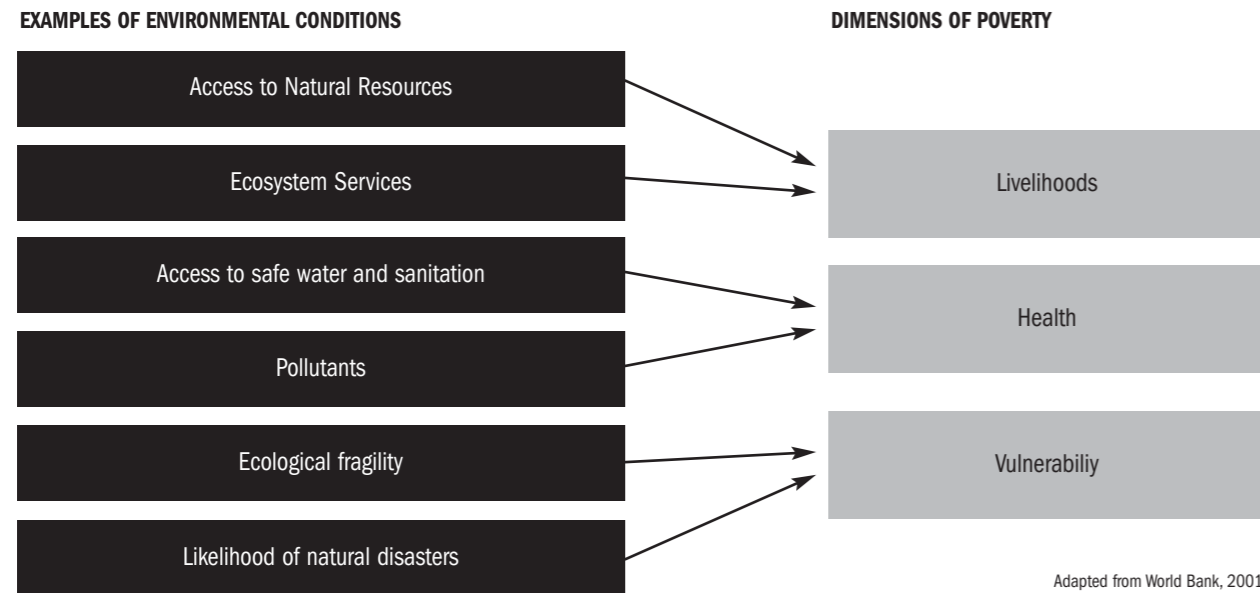 EXAMPLES OF ENVIRONMENTAL CONDITIONS
DIMENSIONS OF POVERTY
Access to Natural Resources
Ecosystem Services
Access to safe water and sanitation
Pollutants
Ecological fragility
Likelihood of natural disasters
Livelihoods
Health
Vulnerabiliy
Adapted from World Bank, 2001